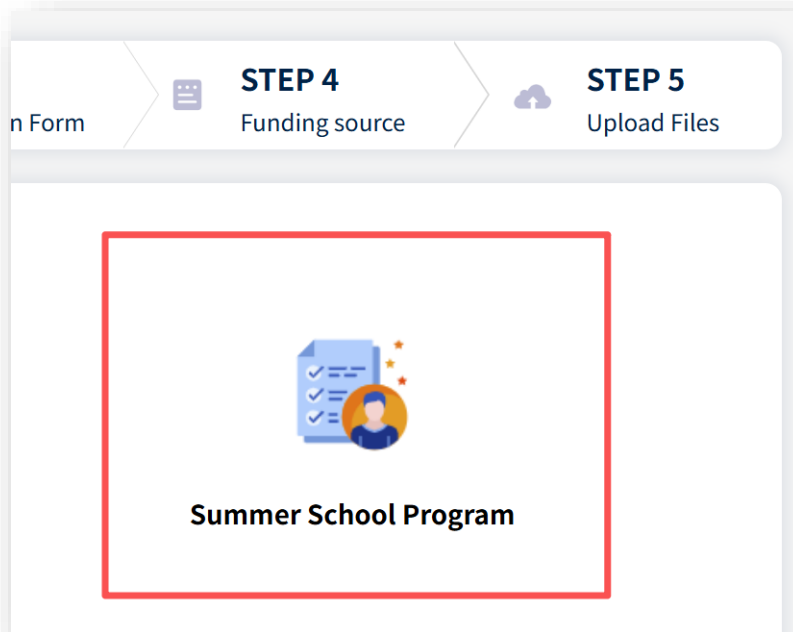 STEP 4
STEP 5
n Form
Funding source
Upload Files
Summer School Program